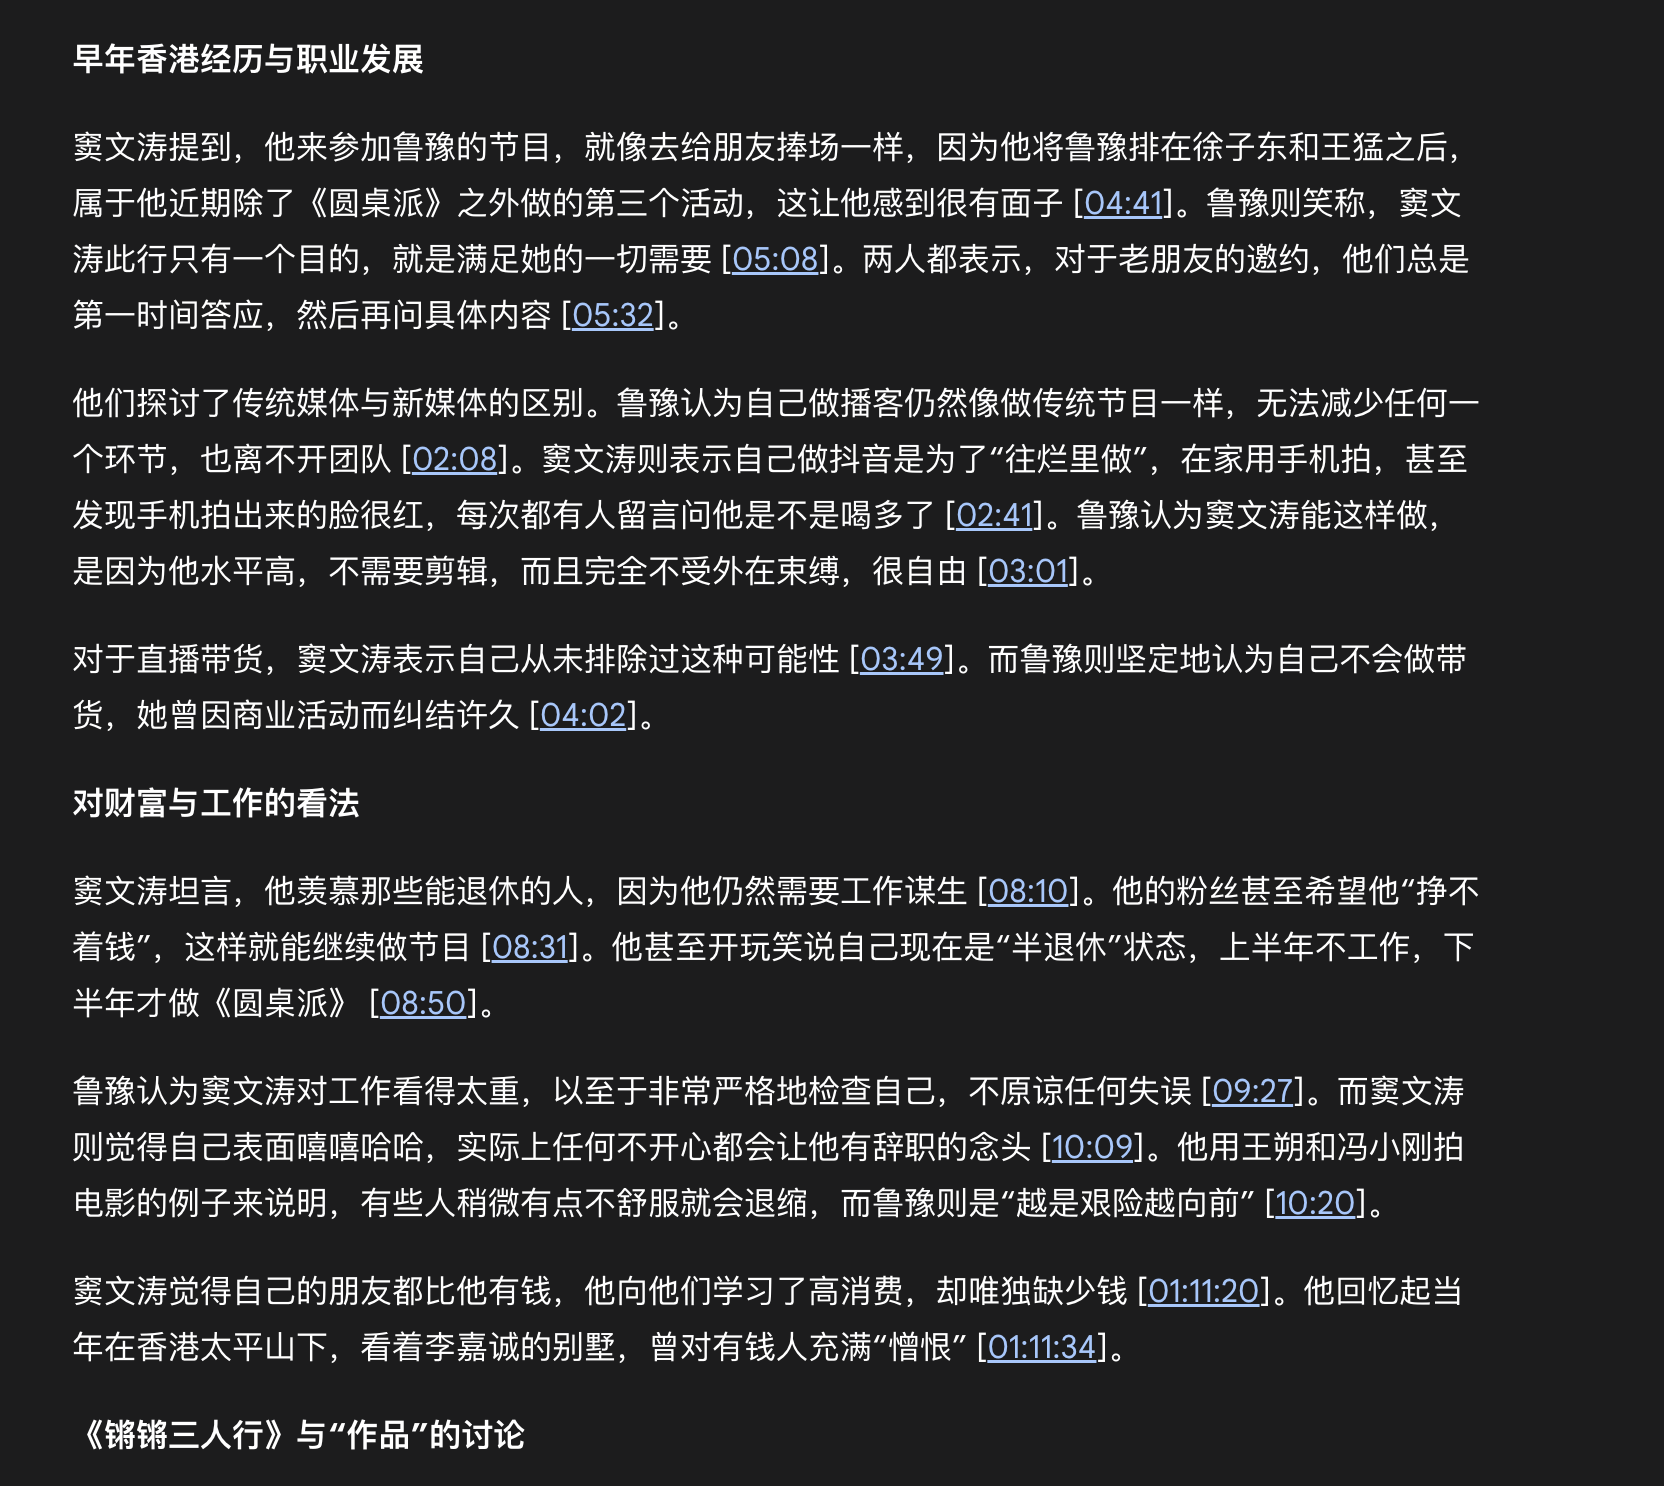 早年香港经历与职业发展
窦文涛提到，他来参加鲁豫的节目，就像去给朋友捧场一样，因为他将鲁豫排在徐子东和王猛之后，
属于他近期除了《圆桌派》之外做的第三个活动，这让他感到很有面子 [04:41]。鲁豫则笑称，窦文
涛此行只有一个目的，就是满足她的一切需要 [05:08]。两人都表示，对于老朋友的邀约，他们总是
第一时间答应，然后再问具体内容 [05:32]。
他们探讨了传统媒体与新媒体的区别。鲁豫认为自己做播客仍然像做传统节目一样，无法减少任何一
个环节，也离不开团队 [02:08]。窦文涛则表示自己做抖音是为了“往烂里做”，在家用手机拍，甚至
发现手机拍出来的脸很红，每次都有人留言问他是不是喝多了 [02:41]。鲁豫认为窦文涛能这样做，
是因为他水平高，不需要剪辑，而且完全不受外在束缚，很自由 [03:01]。
对于直播带货，窦文涛表示自己从未排除过这种可能性 [03:49]。而鲁豫则坚定地认为自己不会做带
货，她曾因商业活动而纠结许久 [04:02]。
对财富与工作的看法
窦文涛坦言，他羡慕那些能退休的人，因为他仍然需要工作谋生 [08:10]。他的粉丝甚至希望他“挣不
着钱”，这样就能继续做节目 [08:31]。他甚至开玩笑说自己现在是“半退休”状态，上半年不工作，下
半年才做《圆桌派》 [08:50]。
鲁豫认为窦文涛对工作看得太重，以至于非常严格地检查自己，不原谅任何失误 [09:27]。而窦文涛
则觉得自己表面嘻嘻哈哈，实际上任何不开心都会让他有辞职的念头 [10:09]。他用王朔和冯小刚拍
电影的例子来说明，有些人稍微有点不舒服就会退缩，而鲁豫则是“越是艰险越向前” [10:20]。
窦文涛觉得自己的朋友都比他有钱，他向他们学习了高消费，却唯独缺少钱 [01:11:20]。他回忆起当
年在香港太平山下，看着李嘉诚的别墅，曾对有钱人充满“憎恨” [01:11:34]。
《锵锵三人行》与“作品”的讨论